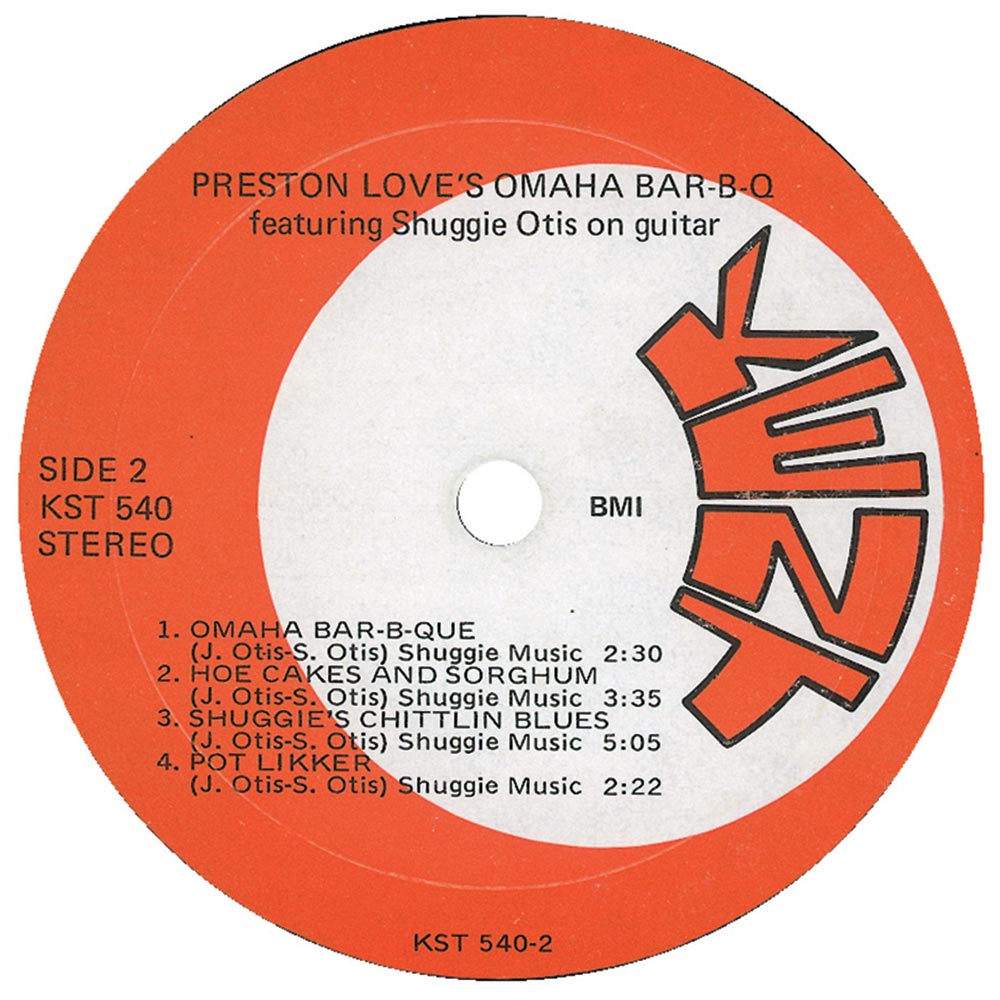 PRESTON LOVE'S OMAHA BAR-B-Q
featuring Shuggie Otis on guitar
KENT
SIDE 2
KST 540
STEREO
BMI
1. OMAHA BAR-B-QUE
(J. Otis-S. Otis) Shuggie Music 2:30
2. HOE CAKES AND SORGHUM
(J. Otis-S. Otis) Shuggie Music 3:35
3. SHUGGIE'S CHITTLIN BLUES
(J. Otis-S. Otis) Shuggie Music 5:05
4. POT LIKKER
(J. Otis-S. Otis) Shuggie Music 2:22
KST 540-2